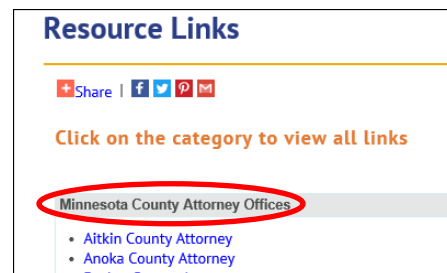 Resource Links
Share |
Click on the category to view all links
Minnesota County Attorney Offices
• Aitkin County Attorney
• Anoka County Attorney